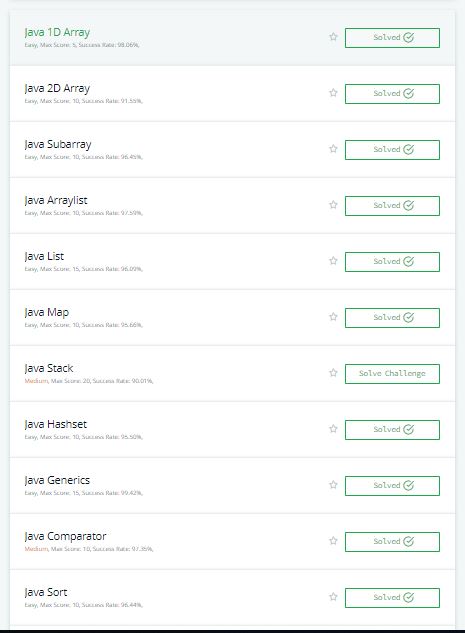 Java 1D Array
Easy, Max Score: 5, Success Rate: 98.06%,
Solved
Java 2D Array
Easy, Max Score: 10, Success Rate: 91.55%,
Solved
Java Subarray
Easy, Max Score: 10, Success Rate: 96.45%,
Solved
Java Arraylist
Easy, Max Score: 10, Success Rate: 97.59%,
Solved
Java List
Easy, Max Score: 15, Success Rate: 96.09%,
Solved
Java Map
Easy, Max Score: 10, Success Rate: 95.66%,
Solved
Java Stack
Medium, Max Score: 20, Success Rate: 90.01%,
Solve Challenge
Java Hashset
Easy, Max Score: 10, Success Rate: 96.50%,
Solved
Java Generics
Easy, Max Score: 15, Success Rate: 99.42%,
Solved
Java Comparator
Medium, Max Score: 10, Success Rate: 97.35%,
Solved
Java Sort
Easy, Max Score: 10, Success Rate: 96.44%,
Solved